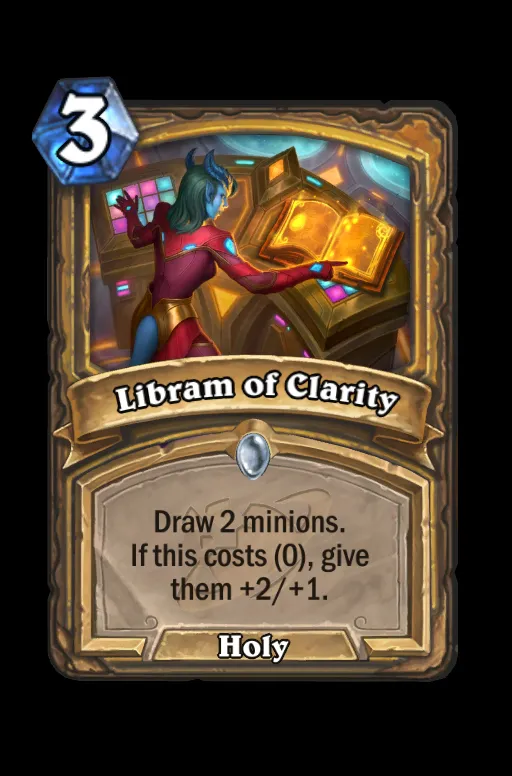 3
Libram of Clarity
Draw 2 minions.
If this costs (0), give
them +2/+1.
Holy